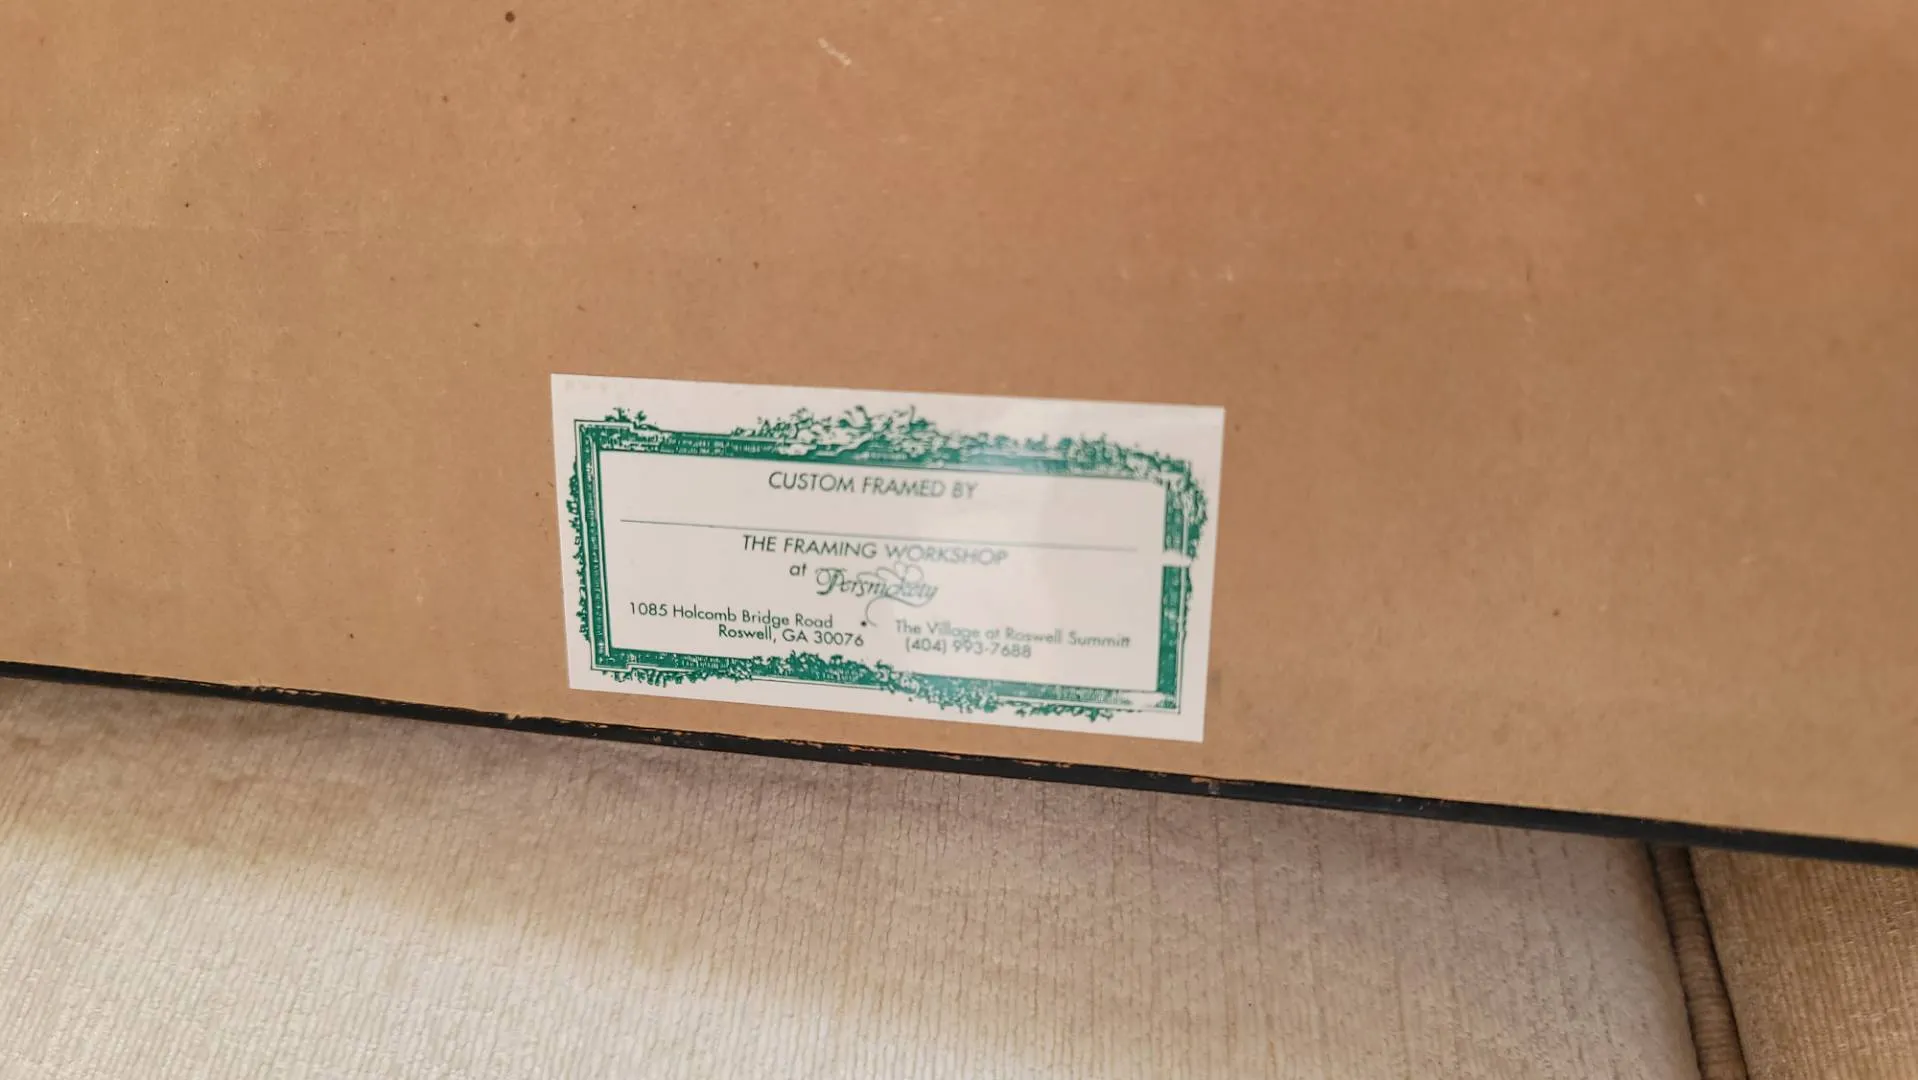 CUSTOM FRAMED BY
THE FRAMING WORKSHOP
at Persnickety
1085 Holcomb Bridge Road
Roswell, GA 30076
The Village at Roswell Summitt
(404) 993-7688